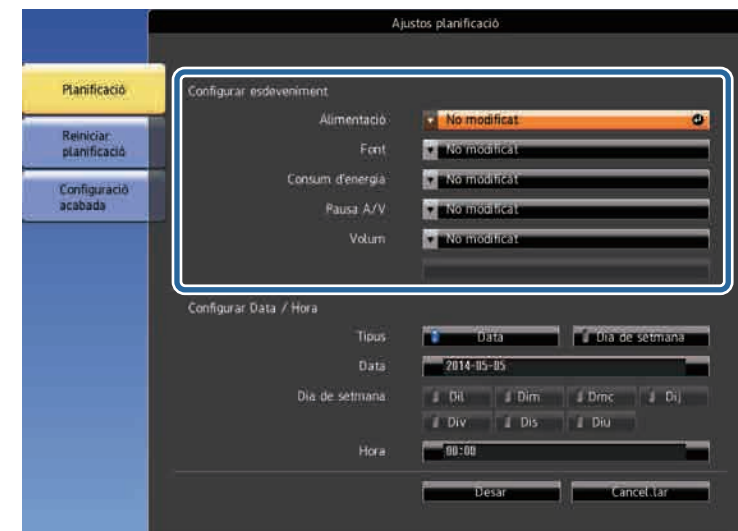 Ajustos planificació
Planificació
Reiniciar
planificació
Configuració
acabada
Configurar esdeveniment
Alimentació No modificat
Font No modificat
Consum d'energia No modificat
Pausa A/V No modificat
Volum No modificat
Configurar Data / Hora
Tipus Data Dia de setmana
Data 2014-05-05
Dia de setmana Dil Dim Dmc Dij
Div Dis Diu
Hora 00:00
Desar Cancel.lar